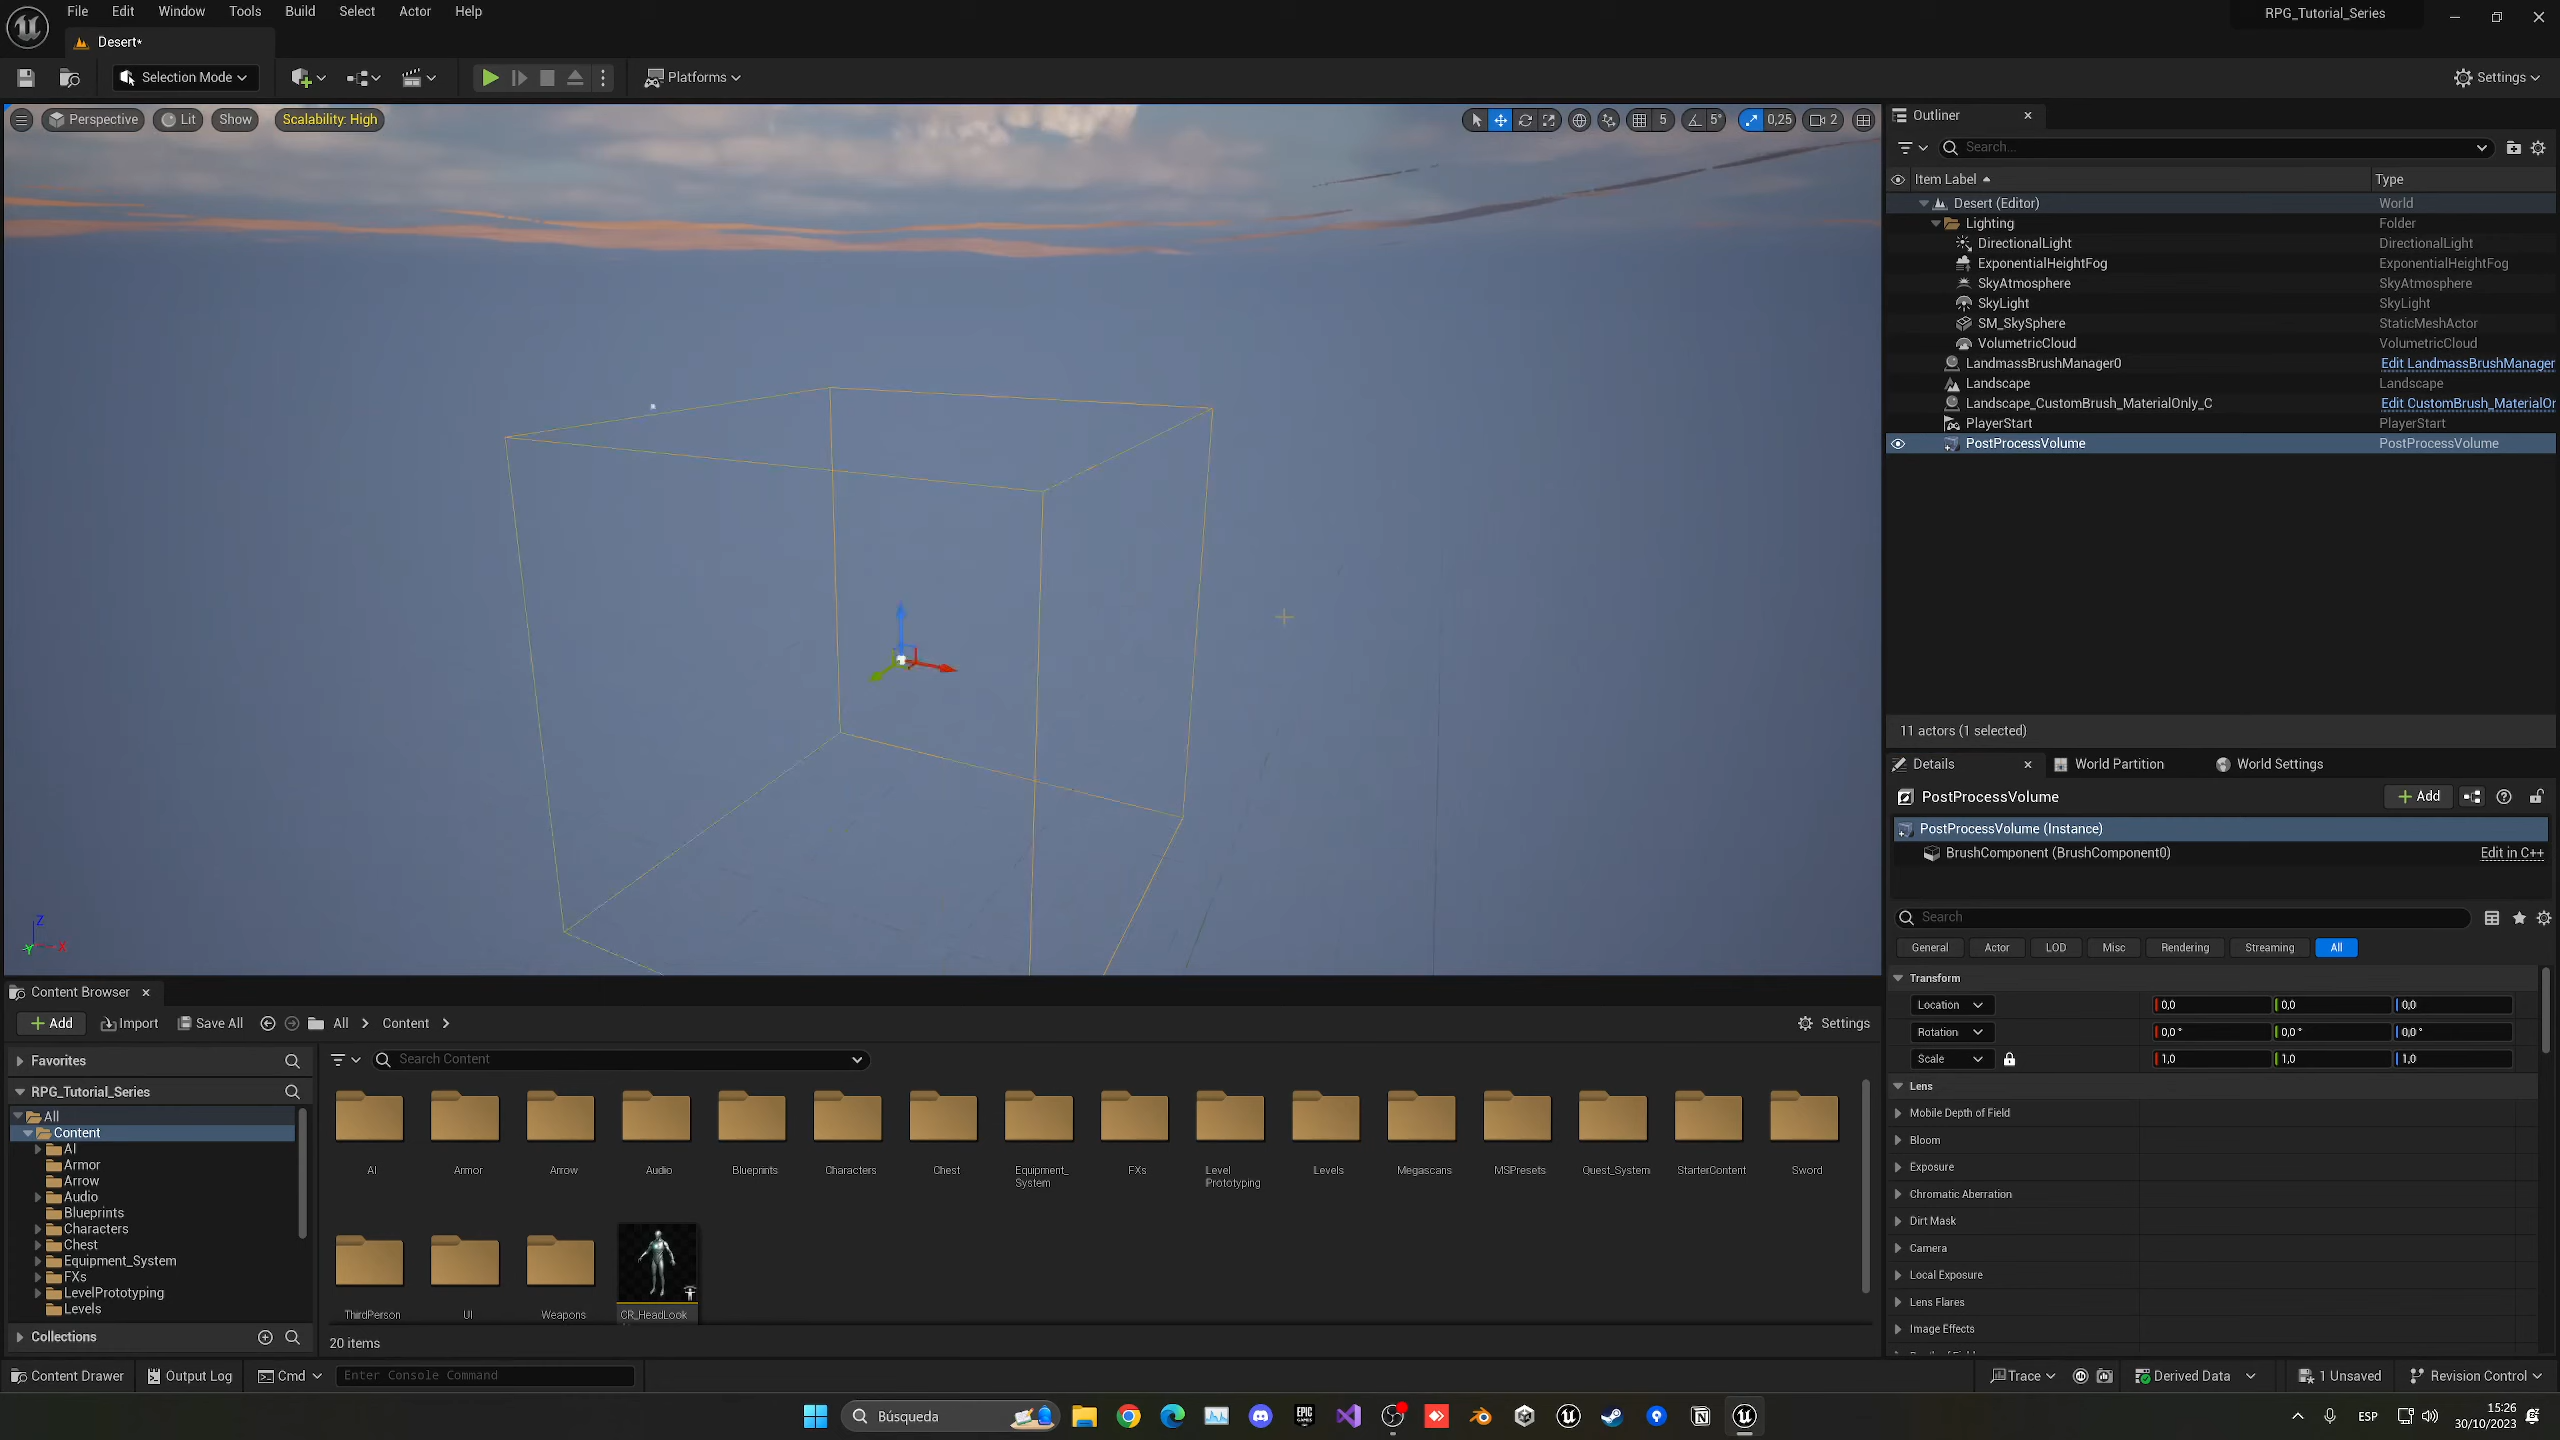 File Edit Window Tools Build Select Actor Help
RPG_Tutorial_Series
Desert*
Selection Mode
Platforms
Settings
Perspective
Lit
Show
Scalability: High
5
5°
0,25
2
Outliner
Search...
Item Label
Type
Desert (Editor)
World
Lighting
Folder
DirectionalLight
DirectionalLight
ExponentialHeightFog
ExponentialHeightFog
SkyAtmosphere
SkyAtmosphere
SkyLight
SkyLight
SM_SkySphere
StaticMeshActor
VolumetricCloud
VolumetricCloud
LandmassBrushManager0
Edit LandmassBrushManager
Landscape
Landscape
Landscape_CustomBrush_MaterialOnly_C
Edit CustomBrush_MaterialOr
PlayerStart
PlayerStart
PostProcessVolume
PostProcessVolume
11 actors (1 selected)
Details
World Partition
World Settings
PostProcessVolume
Add
PostProcessVolume (Instance)
BrushComponent (BrushComponent0)
Edit in C++
Search
General
Actor
LOD
Misc
Rendering
Streaming
All
Transform
Location
0,0
0,0
0,0
Rotation
0,0 °
0,0 °
0,0 °
Scale
1,0
1,0
1,0
Lens
Mobile Depth of Field
Bloom
Exposure
Chromatic Aberration
Dirt Mask
Camera
Local Exposure
Lens Flares
Image Effects
Z
Y
X
Content Browser
Add
Import
Save All
All
Content
Settings
Favorites
RPG_Tutorial_Series
All
Content
AI
Armor
Arrow
Audio
Blueprints
Characters
Chest
Equipment_System
FXs
LevelPrototyping
Levels
Collections
Search Content
AI
Armor
Arrow
Audio
Blueprints
Characters
Chest
Equipment_
System
FXs
Level
Prototyping
Levels
Megascans
MSPresets
Quest_System
StarterContent
Sword
ThirdPerson
UI
Weapons
CR_HeadLook
20 items
Content Drawer
Output Log
Cmd
Enter Console Command
Trace
Derived Data
1 Unsaved
Revision Control
Búsqueda
EPIC
GAMES
ESP
15:26
30/10/2023